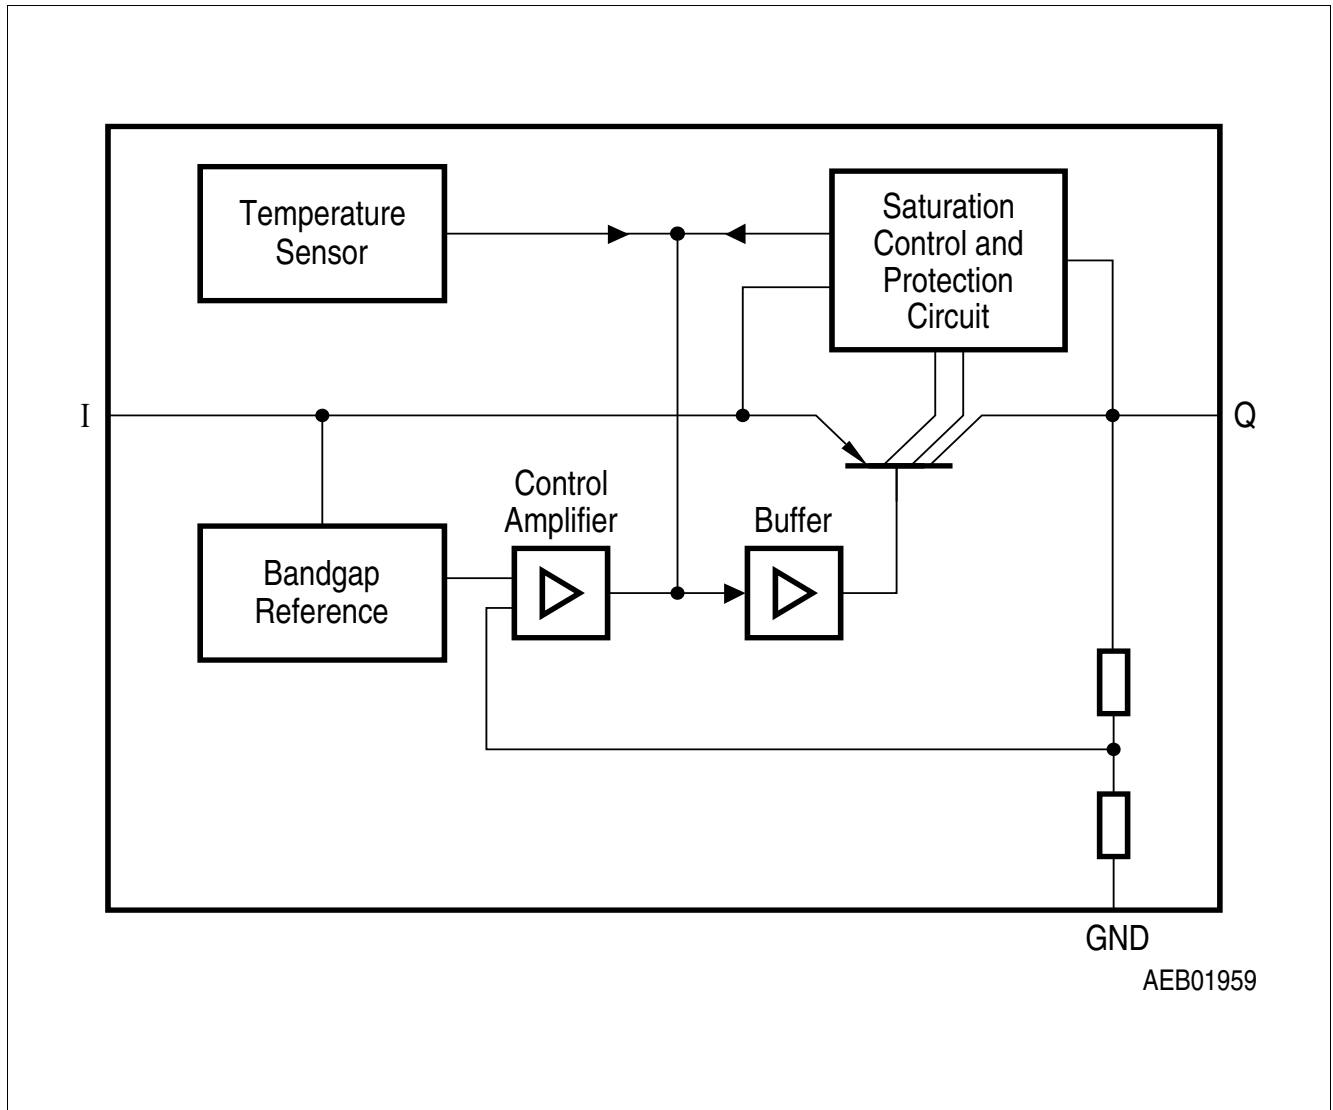 Temperature
Sensor
Saturation
Control and
Protection
Circuit
I
Q
Control
Amplifier
Buffer
Bandgap
Reference
GND
AEB01959